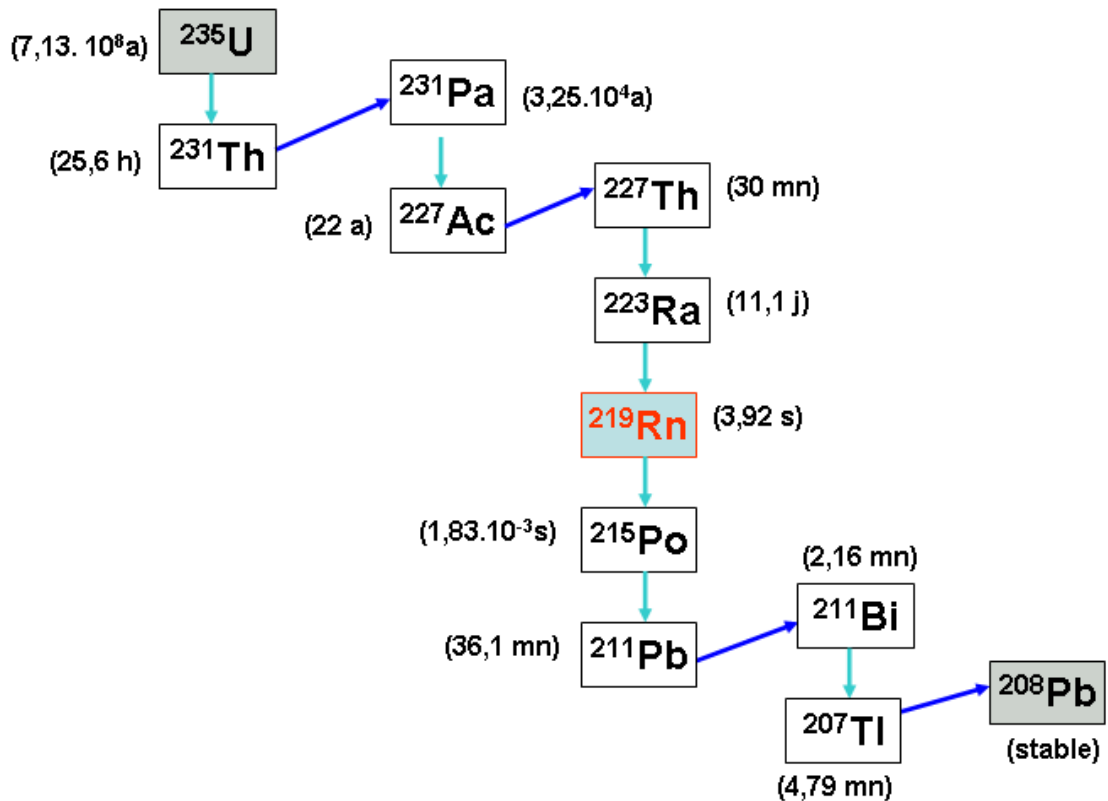 (7,13. 10⁸a) ²³⁵U
²³¹Pa (3,25.10⁴a)
(25,6 h) ²³¹Th
(22 a) ²²⁷Ac ²²⁷Th (30 mn)
²²³Ra (11,1 j)
²¹⁹Rn (3,92 s)
(1,83.10⁻³s) ²¹⁵Po
(2,16 mn)
²¹¹Bi
(36,1 mn) ²¹¹Pb
²⁰⁸Pb
²⁰⁷Tl
(stable)
(4,79 mn)